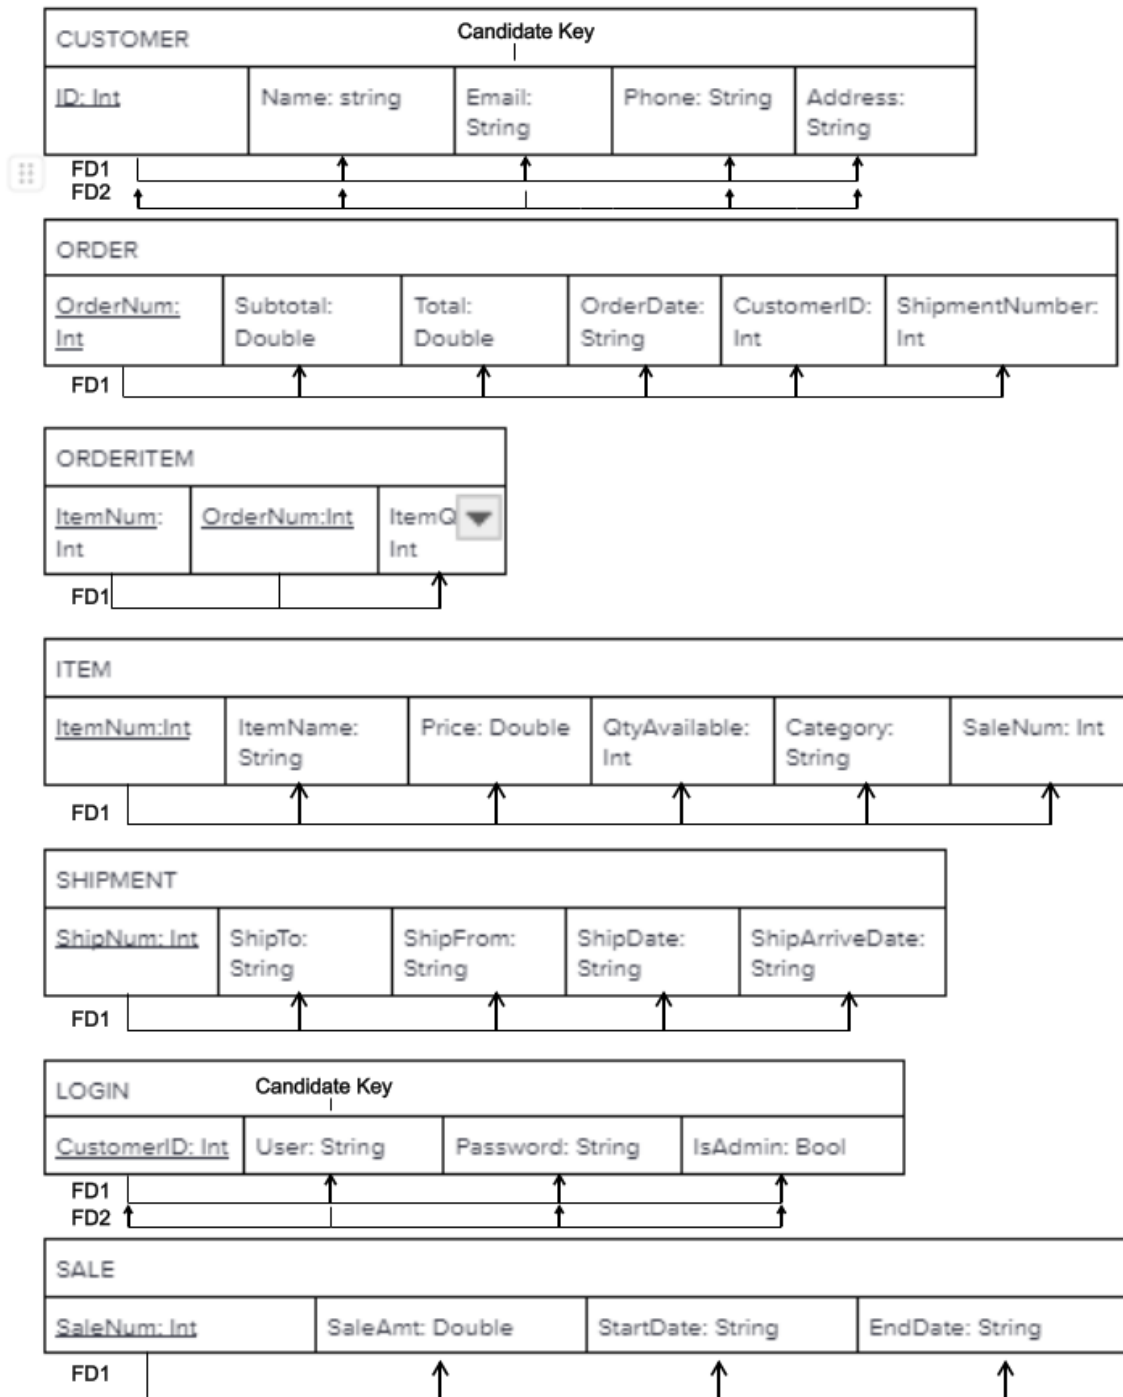 CUSTOMER Candidate Key
ID: Int Name: string Email: Phone: String Address:
String String
FD1
FD2
ORDER
OrderNum: Subtotal: Total: OrderDate: CustomerID: ShipmentNumber:
Int Double Double String Int Int
FD1
ORDERITEM
ItemNum: OrderNum:Int
Int Int
FD1
ITEM
ItemNum:Int ItemName: Price: Double QtyAvailable: Category: SaleNum: Int
String Int String
FD1
SHIPMENT
ShipNum: Int ShipTo: ShipFrom: ShipDate: ShipArriveDate:
String String String String
FD1
LOGIN Candidate Key
CustomerID: Int User: String Password: String IsAdmin: Bool
FD1
FD2
SALE
SaleNum: Int SaleAmt: Double StartDate: String EndDate: String
FD1